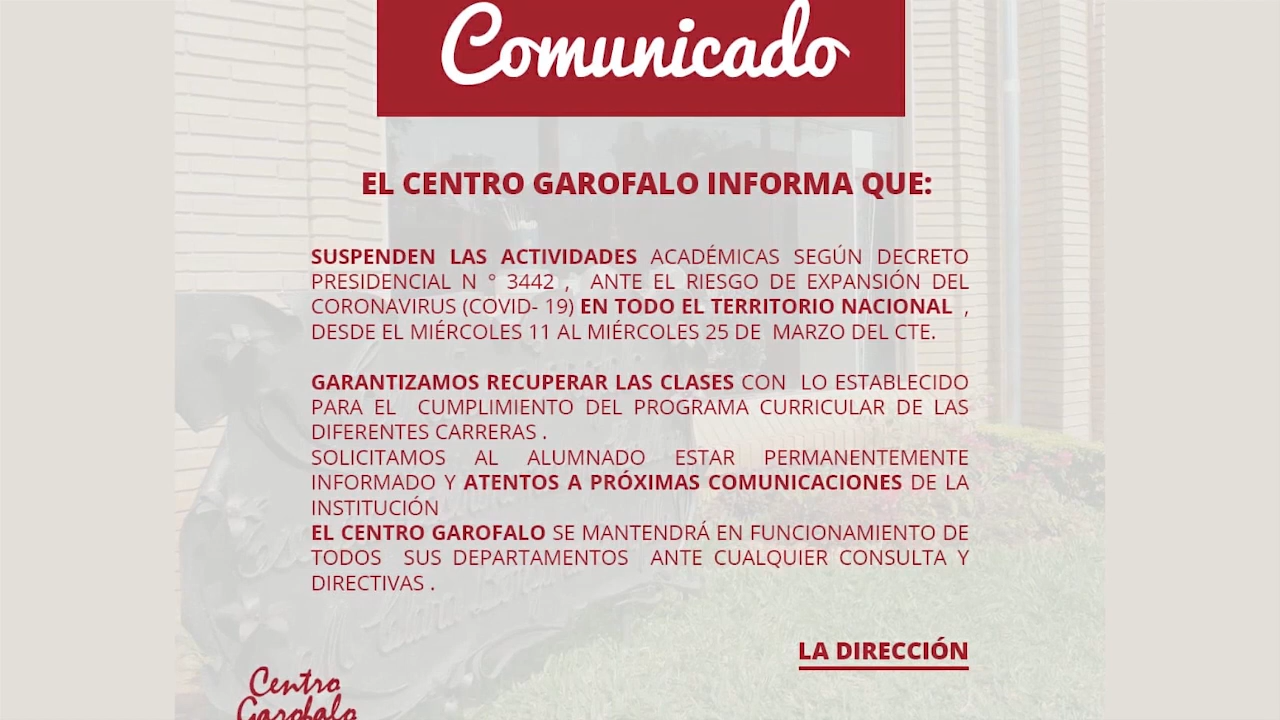 Comunicado
EL CENTRO GAROFALO INFORMA QUE:
SUSPENDEN LAS ACTIVIDADES ACADÉMICAS SEGÚN DECRETO
PRESIDENCIAL N ° 3442 , ANTE EL RIESGO DE EXPANSIÓN DEL
CORONAVIRUS (COVID- 19) EN TODO EL TERRITORIO NACIONAL ,
DESDE EL MIÉRCOLES 11 AL MIÉRCOLES 25 DE MARZO DEL CTE.
GARANTIZAMOS RECUPERAR LAS CLASES CON LO ESTABLECIDO
PARA EL CUMPLIMIENTO DEL PROGRAMA CURRICULAR DE LAS
DIFERENTES CARRERAS .
SOLICITAMOS AL ALUMNADO ESTAR PERMANENTEMENTE
INFORMADO Y ATENTOS A PRÓXIMAS COMUNICACIONES DE LA
INSTITUCIÓN
EL CENTRO GAROFALO SE MANTENDRÁ EN FUNCIONAMIENTO DE
TODOS SUS DEPARTAMENTOS ANTE CUALQUIER CONSULTA Y
DIRECTIVAS .
LA DIRECCIÓN
Centro
Garofalo